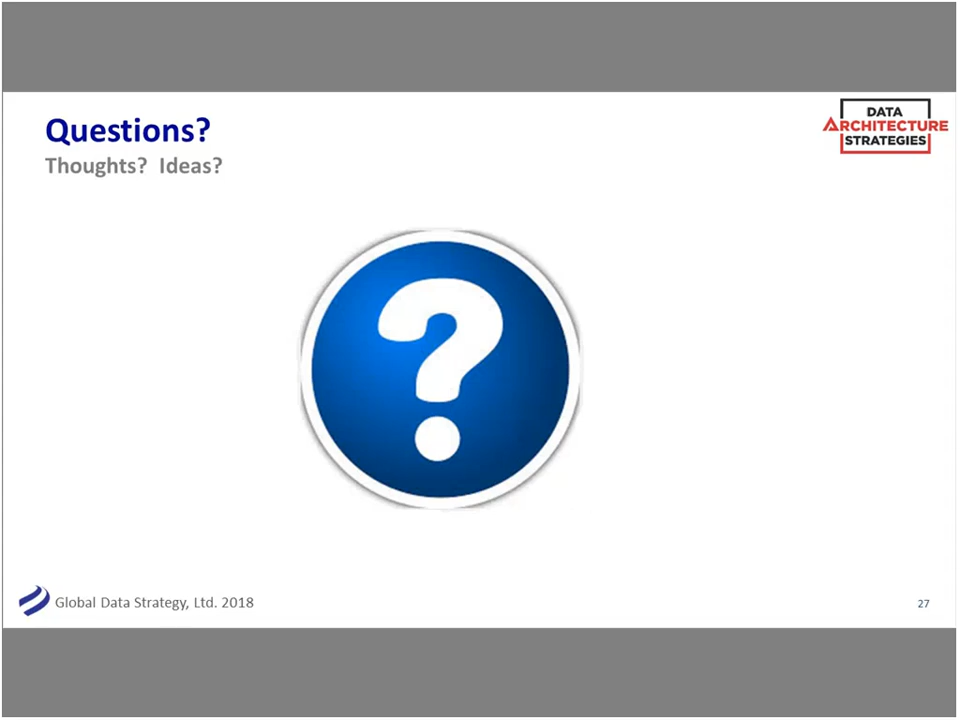 Questions?
Thoughts? Ideas?
DATA
ARCHITECTURE
STRATEGIES
?
Global Data Strategy, Ltd. 2018
27